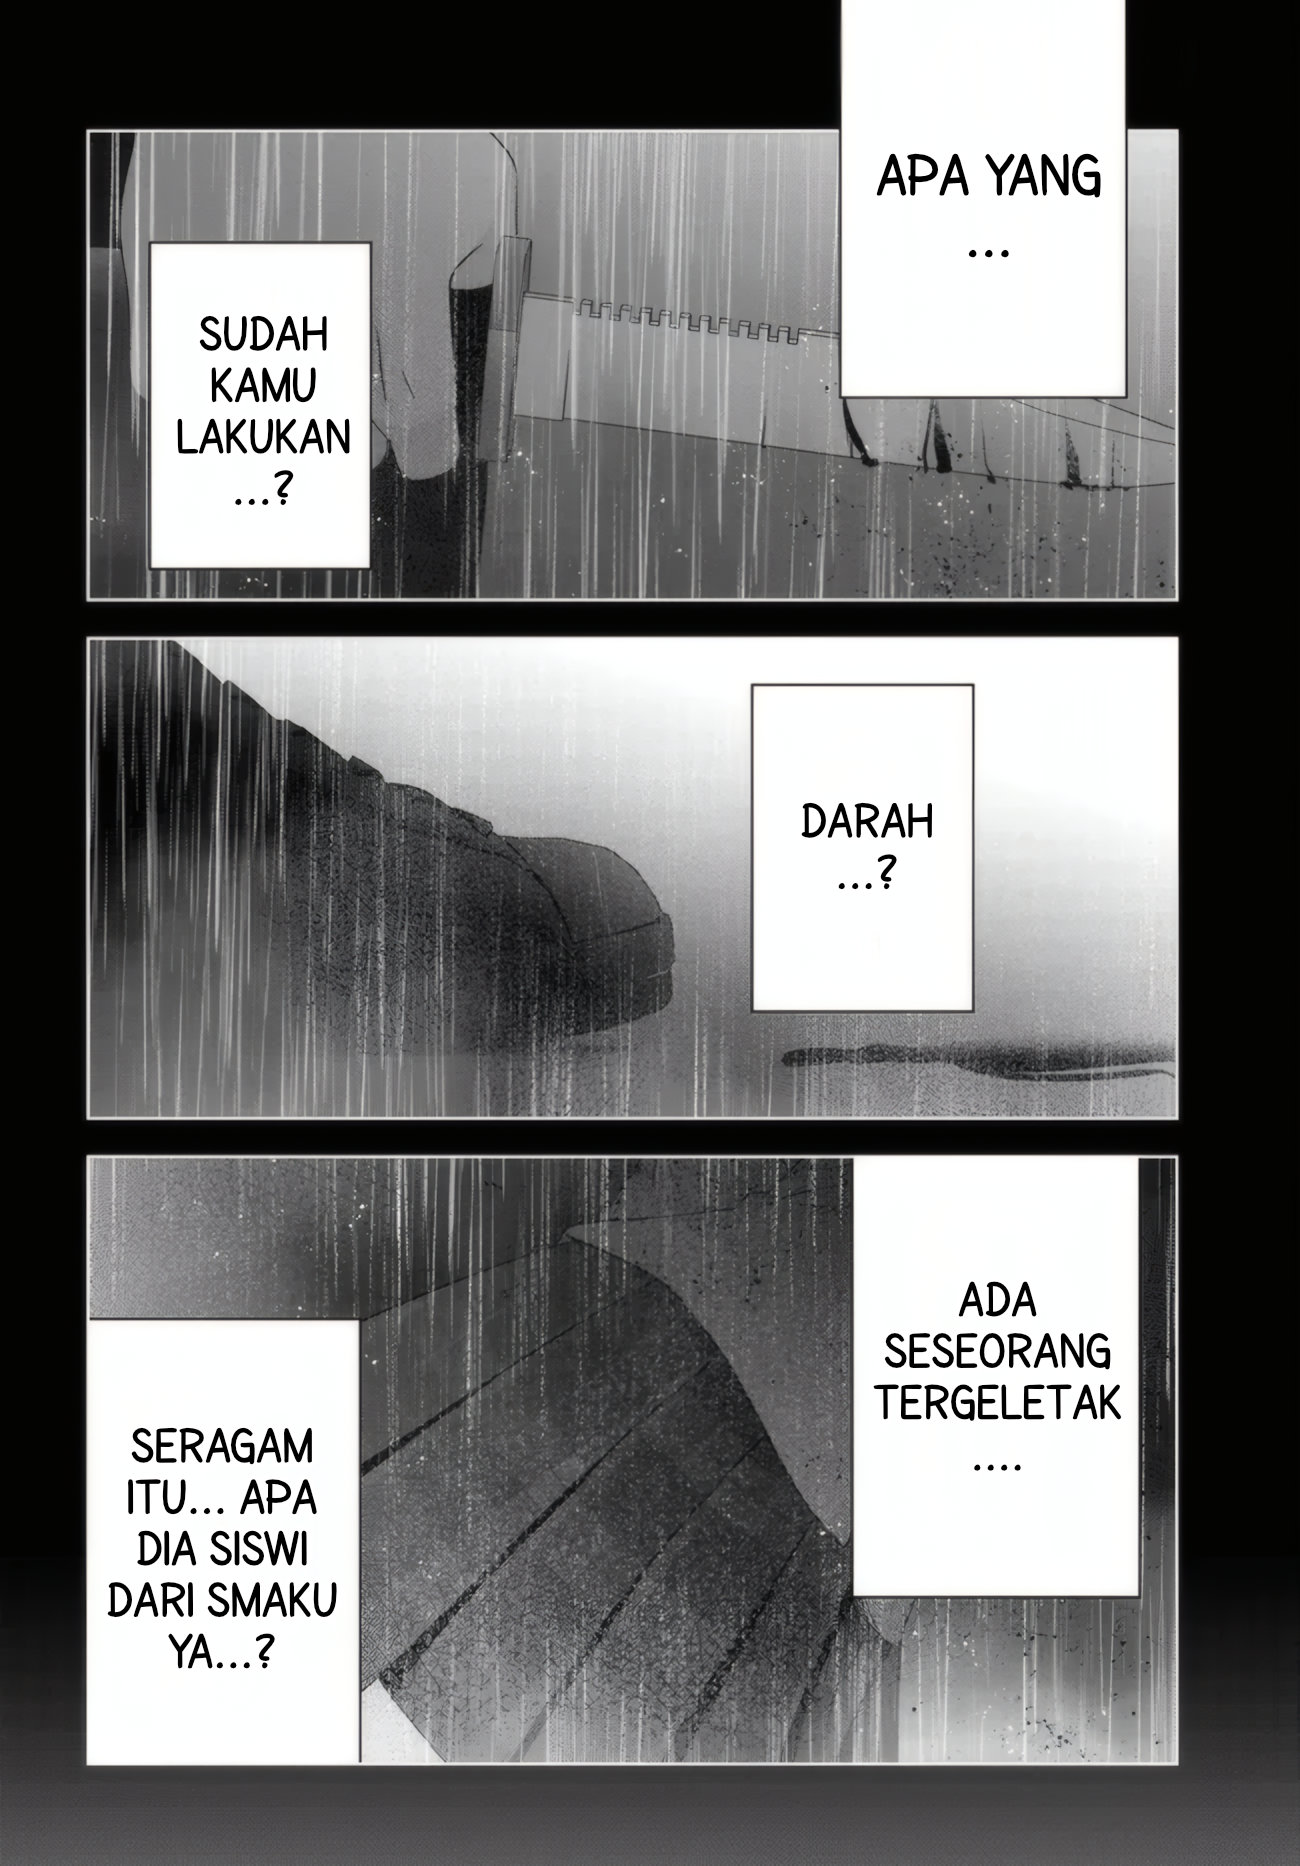 APA YANG
...
SUDAH
KAMU
LAKUKAN
...?
DARAH
...?
ADA
SESEORANG
TERGELETAK
....
SERAGAM
ITU... APA
DIA SISWI
DARI SMAKU
YA...?